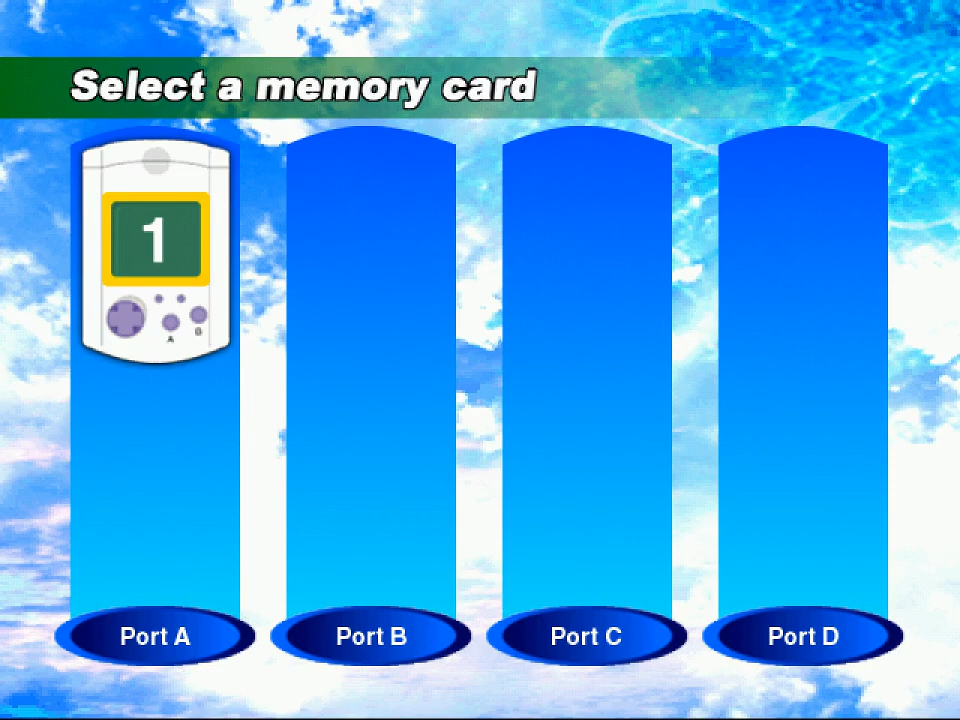 Select a memory card
1
A
B
Port A
Port B
Port C
Port D